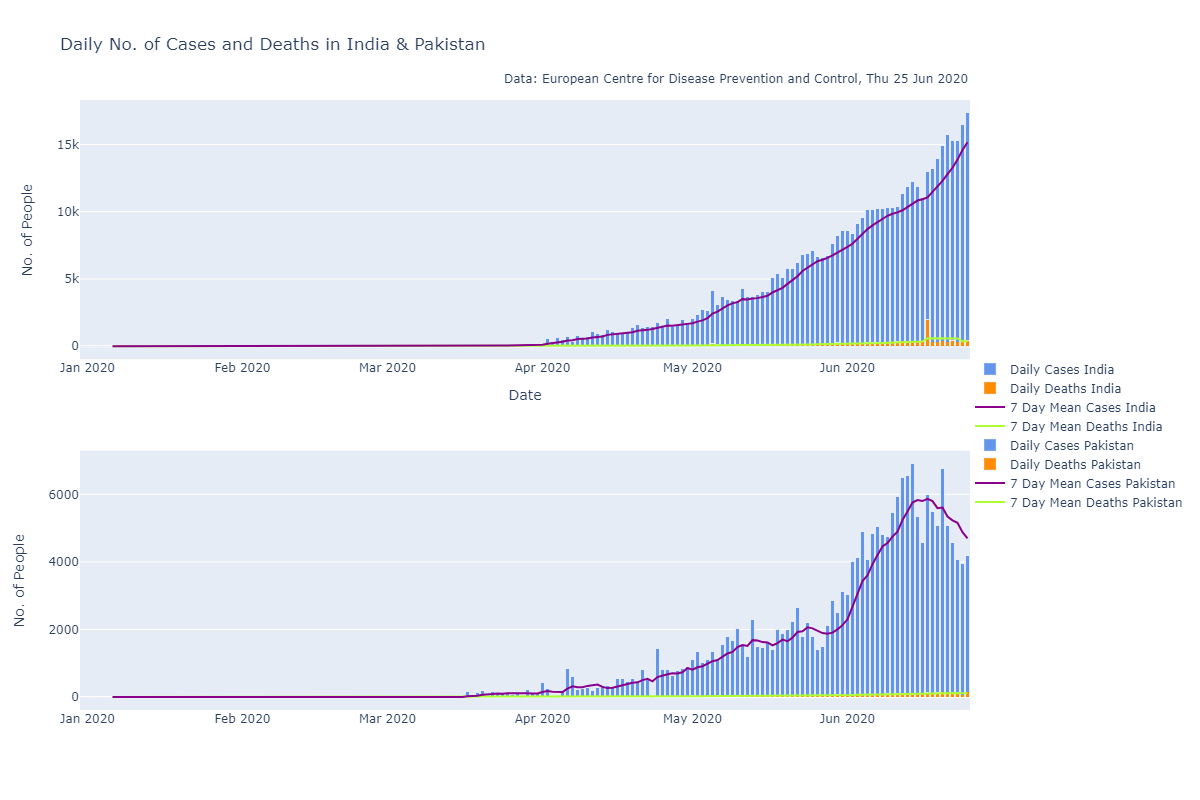 Daily No. of Cases and Deaths in India & Pakistan
Data: European Centre for Disease Prevention and Control, Thu 25 Jun 2020
No. of People
15k
10k
5k
0
Jan 2020 Feb 2020 Mar 2020 Apr 2020 May 2020 Jun 2020
Date
Daily Cases India
Daily Deaths India
7 Day Mean Cases India
7 Day Mean Deaths India
Daily Cases Pakistan
Daily Deaths Pakistan
7 Day Mean Cases Pakistan
7 Day Mean Deaths Pakistan
No. of People
6000
4000
2000
0
Jan 2020 Feb 2020 Mar 2020 Apr 2020 May 2020 Jun 2020